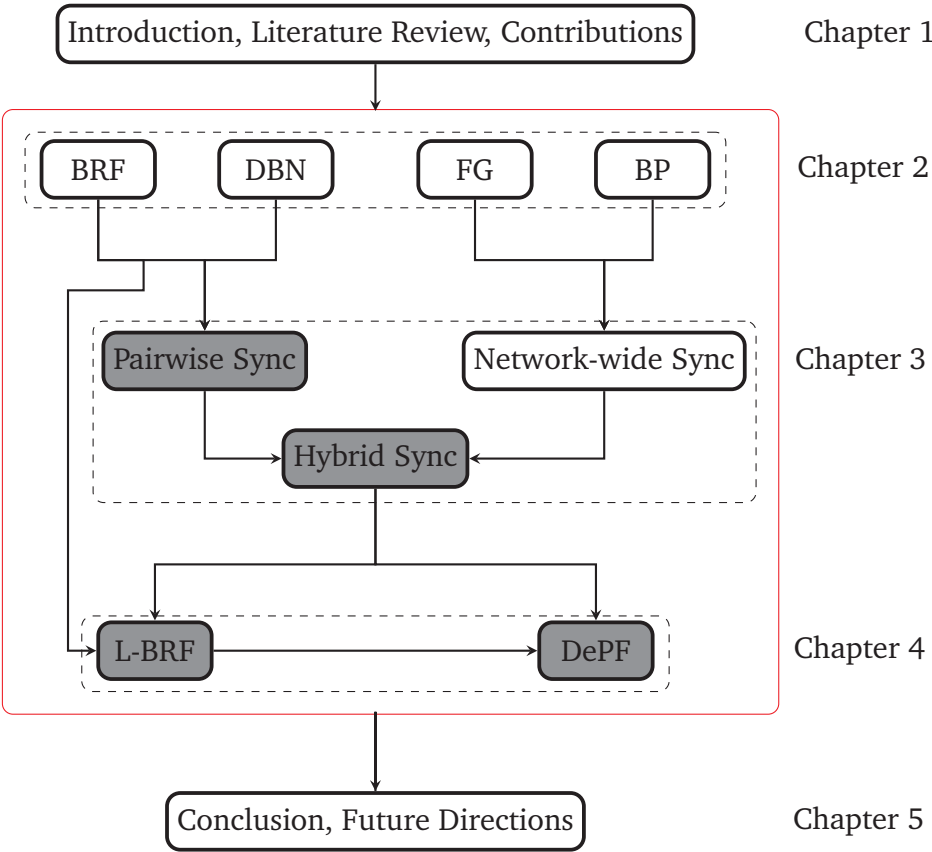 Introduction, Literature Review, Contributions
Chapter 1
BRF
DBN
FG
BP
Chapter 2
Pairwise Sync
Network-wide Sync
Chapter 3
Hybrid Sync
L-BRF
DePF
Chapter 4
Conclusion, Future Directions
Chapter 5